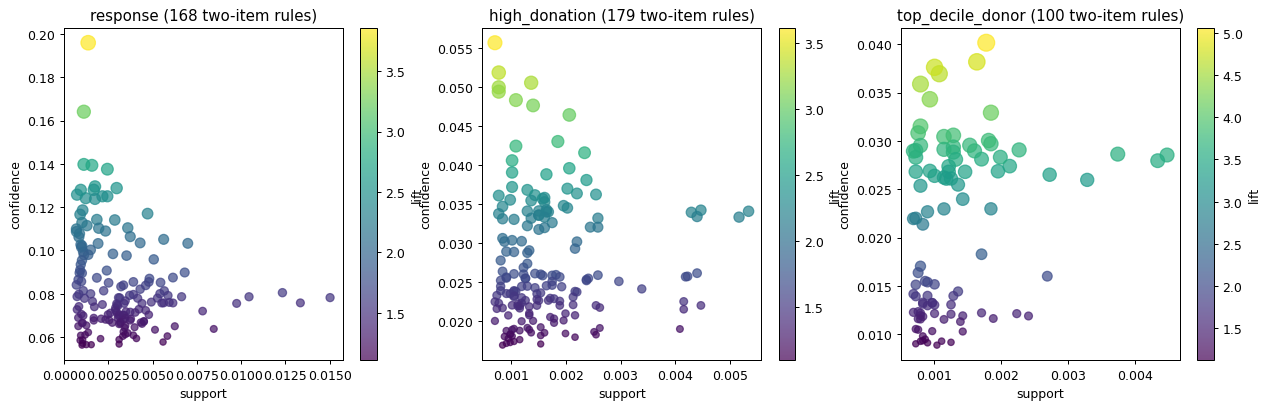 response (168 two-item rules)
0.20
0.18
0.16
0.14
0.12
0.10
0.08
0.06
confidence
0.0000 0.0025 0.0050 0.0075 0.0100 0.0125 0.0150
support
3.5
3.0
2.5
2.0
1.5
lift
high_donation (179 two-item rules)
0.055
0.050
0.045
0.040
0.035
0.030
0.025
0.020
confidence
0.001 0.002 0.003 0.004 0.005
support
3.5
3.0
2.5
2.0
1.5
lift
top_decile_donor (100 two-item rules)
0.040
0.035
0.030
0.025
0.020
0.015
0.010
confidence
0.001 0.002 0.003 0.004
support
5.0
4.5
4.0
3.5
3.0
2.5
2.0
1.5
lift